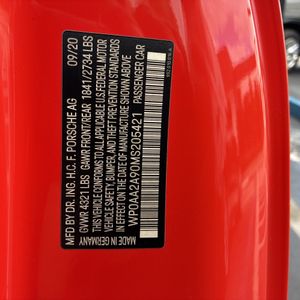 MFD BY DR. ING. H.C. F. PORSCHE AG
09/20
GVWR 4321 LBS GAWR FRONT/REAR 1841/2734 LBS
THIS VEHICLE CONFORMS TO ALL APPLICABLE U.S. FEDERAL MOTOR
VEHICLE SAFETY, BUMPER, AND THEFT PREVENTION STANDARDS
IN EFFECT ON THE DATE OF MANUFACTURE SHOWN ABOVE
WP0AA2A90MS205421 PASSENGER CAR
MADE IN GERMANY